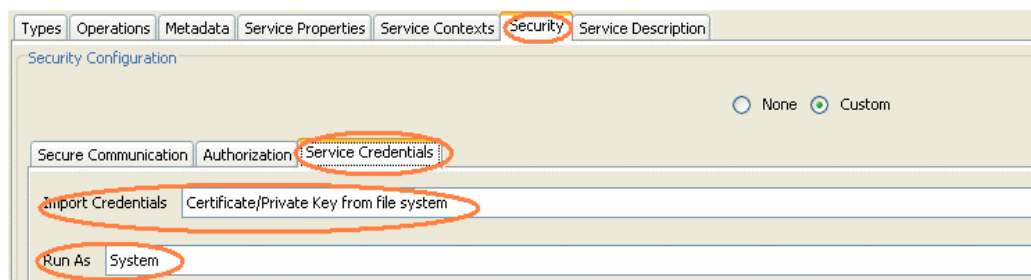 Types Operations Metadata Service Properties Service Contexts Security Service Description
Security Configuration
None Custom
Secure Communication Authorization Service Credentials
Import Credentials Certificate/Private Key from file system
Run As System